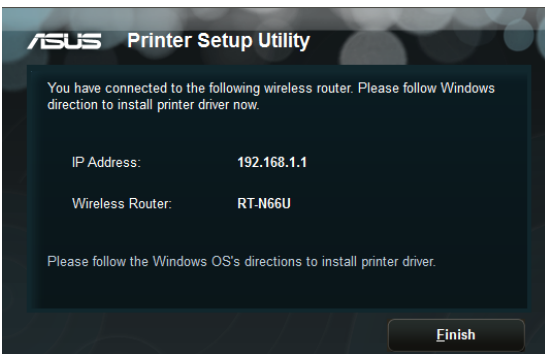 ASUS Printer Setup Utility
You have connected to the following wireless router. Please follow Windows
direction to install printer driver now.
IP Address: 192.168.1.1
Wireless Router: RT-N66U
Please follow the Windows OS's directions to install printer driver.
Finish